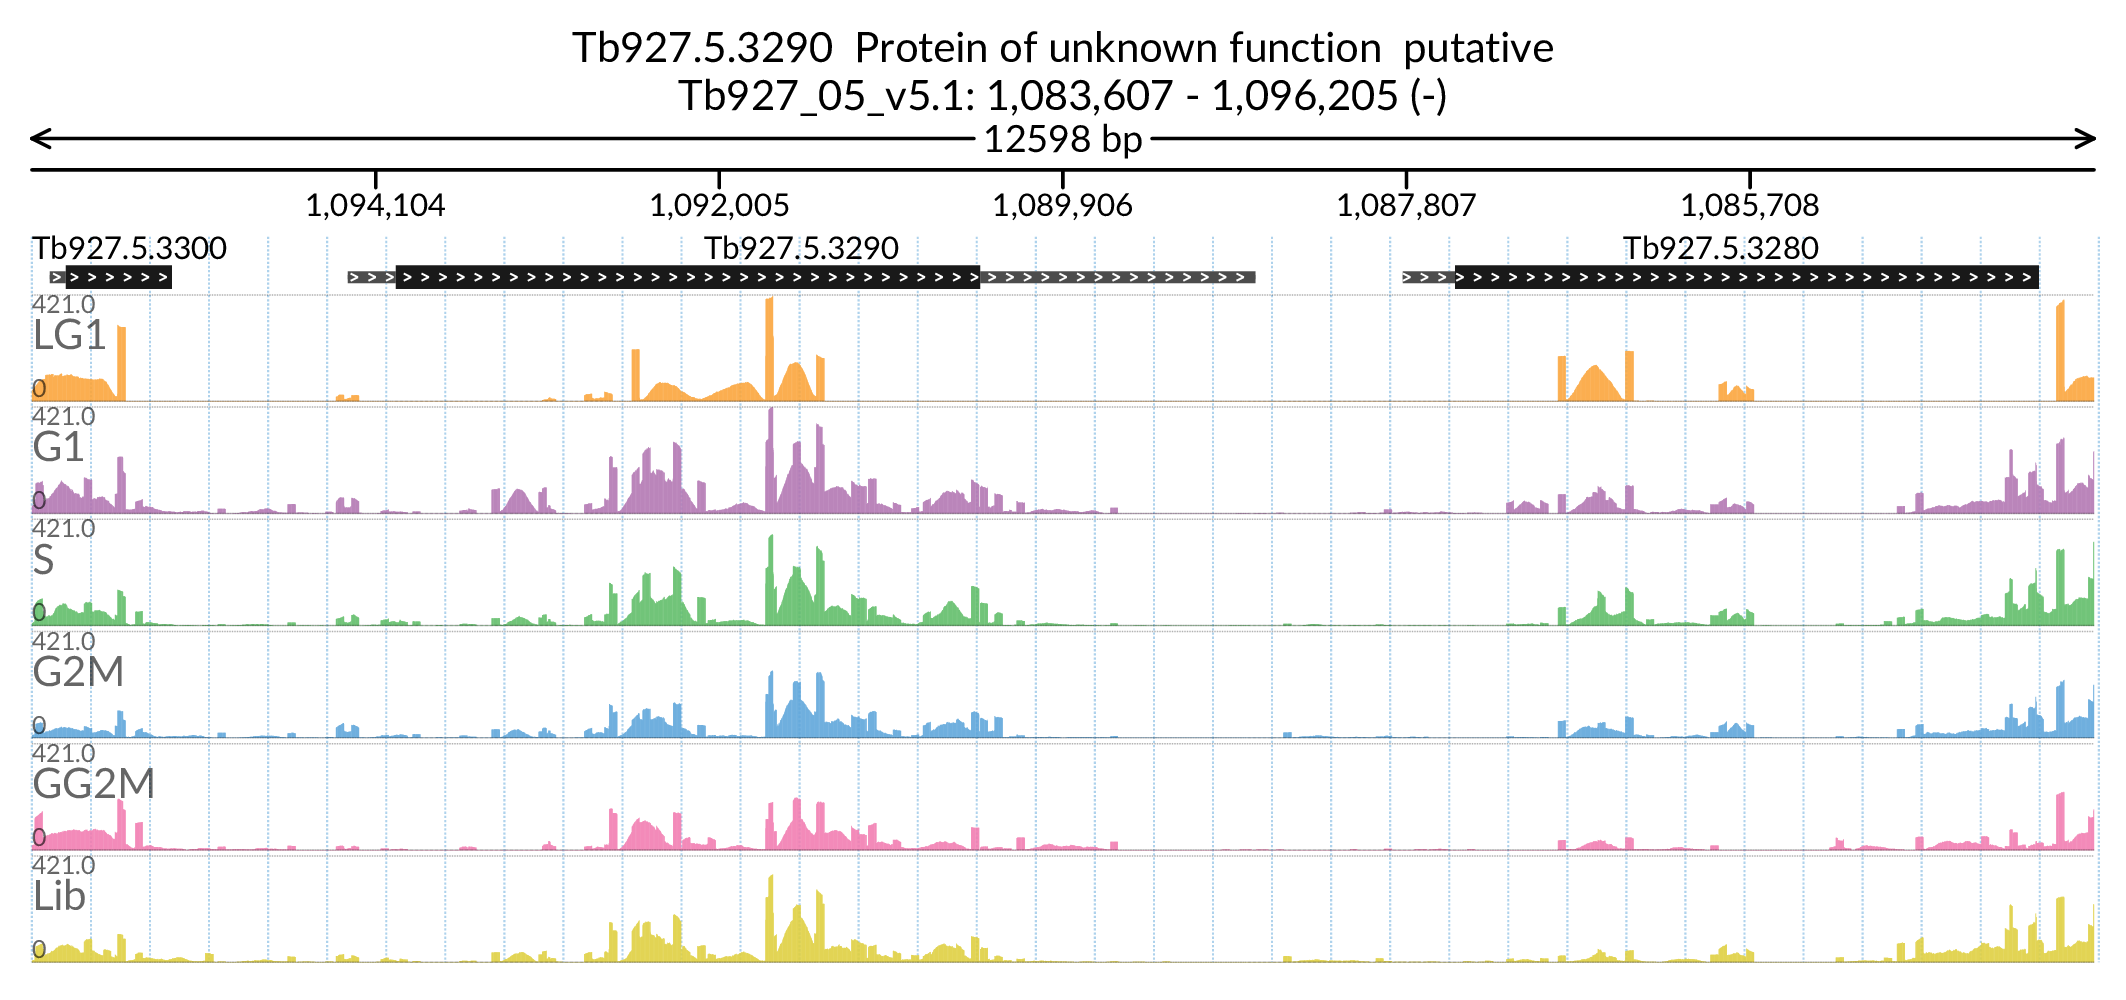 Tb927.5.3290  Protein of unknown function  putative
Tb927_05_v5.1: 1,083,607 - 1,096,205 (-)
12598 bp
1,094,104 1,092,005 1,089,906 1,087,807 1,085,708
Tb927.5.3300 Tb927.5.3290 Tb927.5.3280
421.0
LG1
0
421.0
G1
0
421.0
S
0
421.0
G2M
0
421.0
GG2M
0
421.0
Lib
0